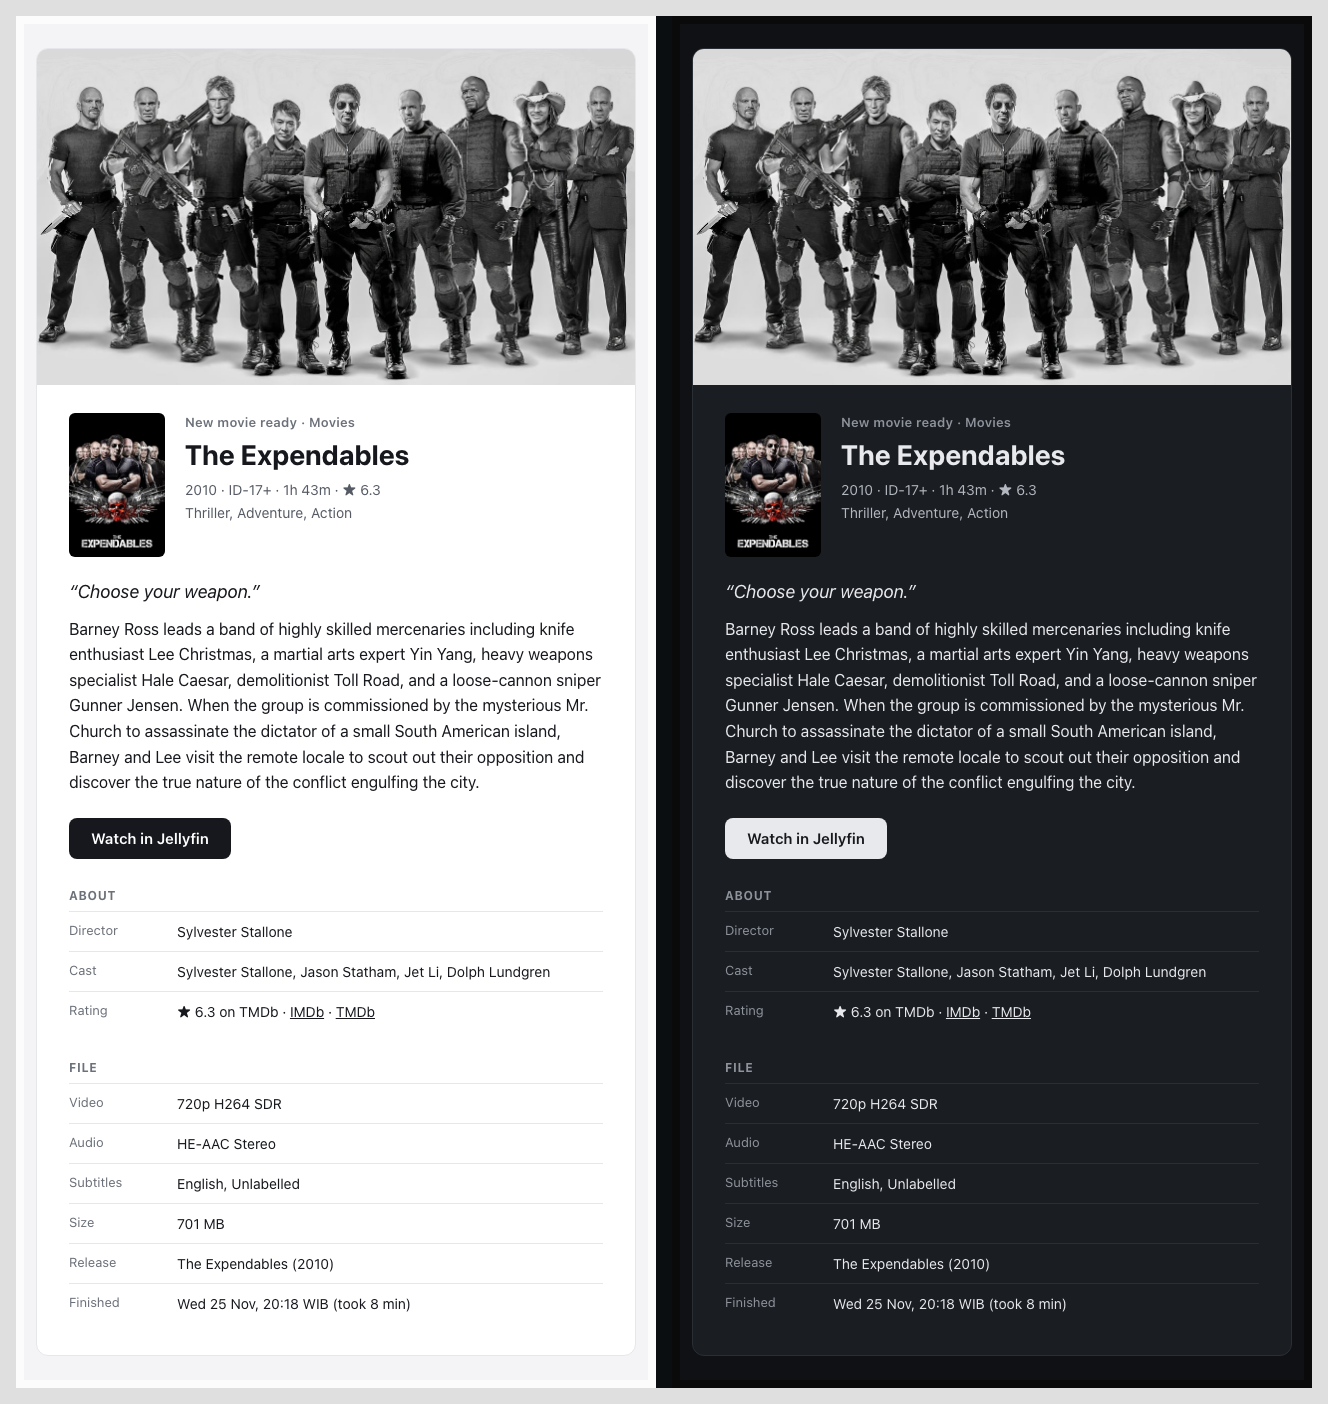 New movie ready · Movies
The Expendables
2010 · ID-17+ · 1h 43m · ★ 6.3
Thriller, Adventure, Action
THE
EXPENDABLES
“Choose your weapon.”
Barney Ross leads a band of highly skilled mercenaries including knife
enthusiast Lee Christmas, a martial arts expert Yin Yang, heavy weapons
specialist Hale Caesar, demolitionist Toll Road, and a loose-cannon sniper
Gunner Jensen. When the group is commissioned by the mysterious Mr.
Church to assassinate the dictator of a small South American island,
Barney and Lee visit the remote locale to scout out their opposition and
discover the true nature of the conflict engulfing the city.
Watch in Jellyfin
ABOUT
Director Sylvester Stallone
Cast Sylvester Stallone, Jason Statham, Jet Li, Dolph Lundgren
Rating ★ 6.3 on TMDb · IMDb · TMDb
FILE
Video 720p H264 SDR
Audio HE-AAC Stereo
Subtitles English, Unlabelled
Size 701 MB
Release The Expendables (2010)
Finished Wed 25 Nov, 20:18 WIB (took 8 min)
New movie ready · Movies
The Expendables
2010 · ID-17+ · 1h 43m · ★ 6.3
Thriller, Adventure, Action
THE
EXPENDABLES
“Choose your weapon.”
Barney Ross leads a band of highly skilled mercenaries including knife
enthusiast Lee Christmas, a martial arts expert Yin Yang, heavy weapons
specialist Hale Caesar, demolitionist Toll Road, and a loose-cannon sniper
Gunner Jensen. When the group is commissioned by the mysterious Mr.
Church to assassinate the dictator of a small South American island,
Barney and Lee visit the remote locale to scout out their opposition and
discover the true nature of the conflict engulfing the city.
Watch in Jellyfin
ABOUT
Director Sylvester Stallone
Cast Sylvester Stallone, Jason Statham, Jet Li, Dolph Lundgren
Rating ★ 6.3 on TMDb · IMDb · TMDb
FILE
Video 720p H264 SDR
Audio HE-AAC Stereo
Subtitles English, Unlabelled
Size 701 MB
Release The Expendables (2010)
Finished Wed 25 Nov, 20:18 WIB (took 8 min)